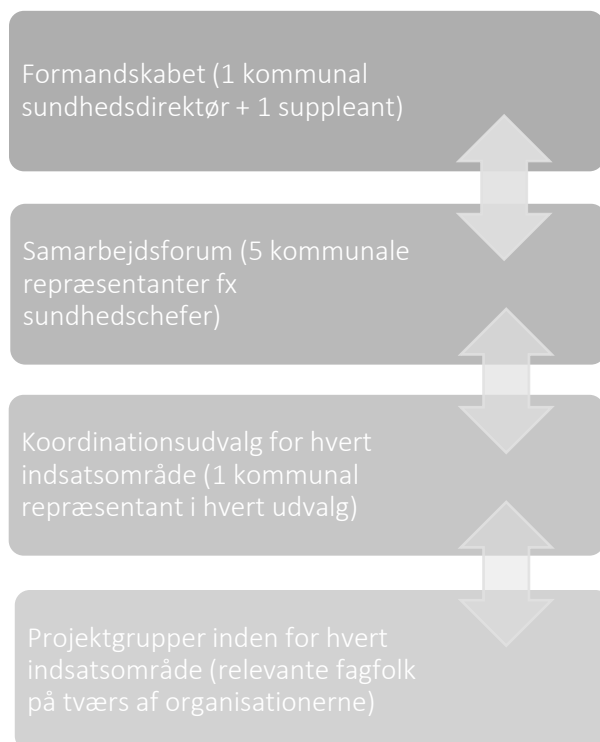 Formandskabet (1 kommunal
sundhedsdirektør + 1 suppleant)
Samarbejdsforum (5 kommunale
repræsentanter fx
sundhedschefer)
Koordinationsudvalg for hvert
indsatsområde (1 kommunal
repræsentant i hvert udvalg)
Projektgrupper inden for hvert
indsatsområde (relevante fagfolk
på tværs af organisationerne)